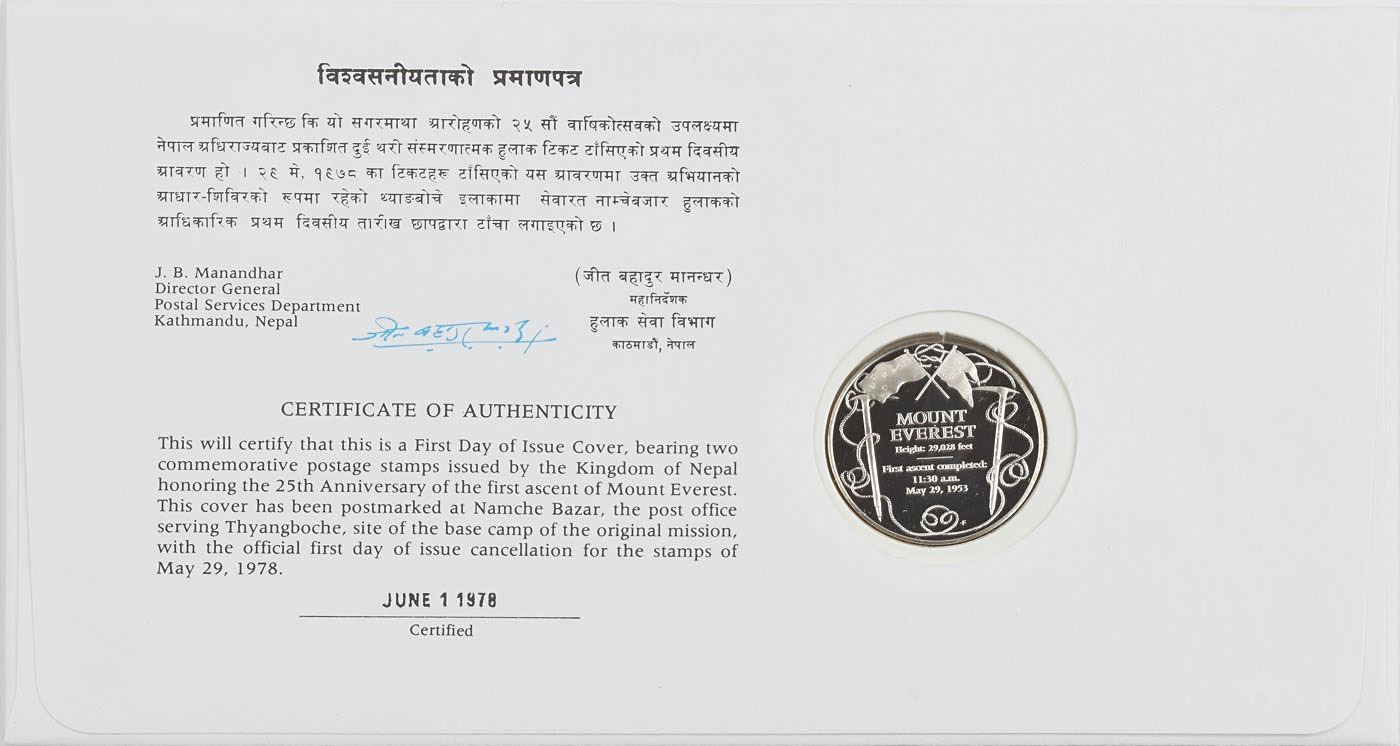 विश्वसनीयताको प्रमाणपत्र
प्रमाणित गरिन्छ कि यो सगरमाथा आरोहणको २५ सौं वार्षिकोत्सवको उपलक्ष्यमा
नेपाल अधिराज्यबाट प्रकाशित दुई थरी संस्मरणात्मक हुलाक टिकट टाँसिएको प्रथम दिवसीय
आवरण हो । २९ मे, १९७८ का टिकटहरू टाँसिएको यस आवरणमा उक्त अभियानको
आधार-शिविरको रूपमा रहेको थ्याङबोचे इलाकामा सेवारत नाम्चेबजार हुलाकको
आधिकारिक प्रथम दिवसीय तारीख छापद्वारा टाँचा लगाइएको छ ।
J. B. Manandhar
Director General
Postal Services Department
Kathmandu, Nepal
(जीत बहादुर मानन्धर)
महानिर्देशक
हुलाक सेवा विभाग
काठमाडौं, नेपाल
CERTIFICATE OF AUTHENTICITY
This will certify that this is a First Day of Issue Cover, bearing two
commemorative postage stamps issued by the Kingdom of Nepal
honoring the 25th Anniversary of the first ascent of Mount Everest.
This cover has been postmarked at Namche Bazar, the post office
serving Thyangboche, site of the base camp of the original mission,
with the official first day of issue cancellation for the stamps of
May 29, 1978.
JUNE 1 1978
Certified
MOUNT
EVEREST
Height: 29,028 feet
First ascent completed:
11:30 a.m.
May 29, 1953